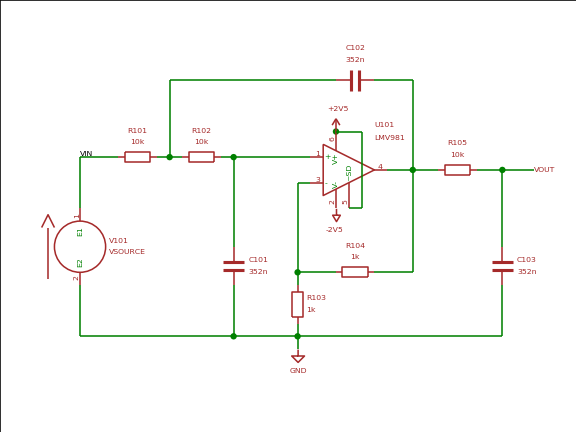 C102
352n
+2V5
R101
10k
R102
10k
U101
LMV981
R105
10k
VIN
1
3
+
-
6
V+
~SD
V-
2
5
4
VOUT
-2V5
1
E1
E2
2
V101
VSOURCE
R104
1k
C101
352n
C103
352n
R103
1k
GND